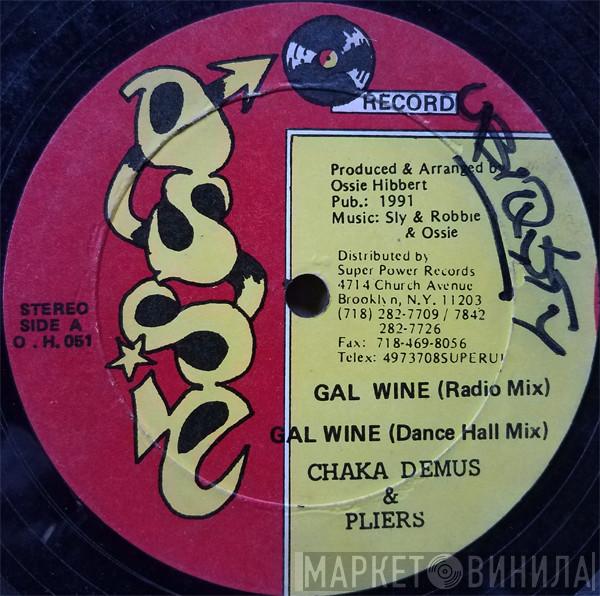 Ossie
RECORD
Produced & Arranged by
Ossie Hibbert
Pub.: 1991
Music: Sly & Robbie
& Ossie
Distributed by
Super Power Records
4714 Church Avenue
Brooklyn, N.Y. 11203
(718) 282-7709 / 7842
282-7726
Fax: 718-469-8056
Telex: 4973708SUPERUI
STEREO
SIDE A
O.H. 051
GAL WINE (Radio Mix)
GAL WINE (Dance Hall Mix)
CHAKA DEMUS
&
PLIERS
МАРКЕТ ВИНИЛА